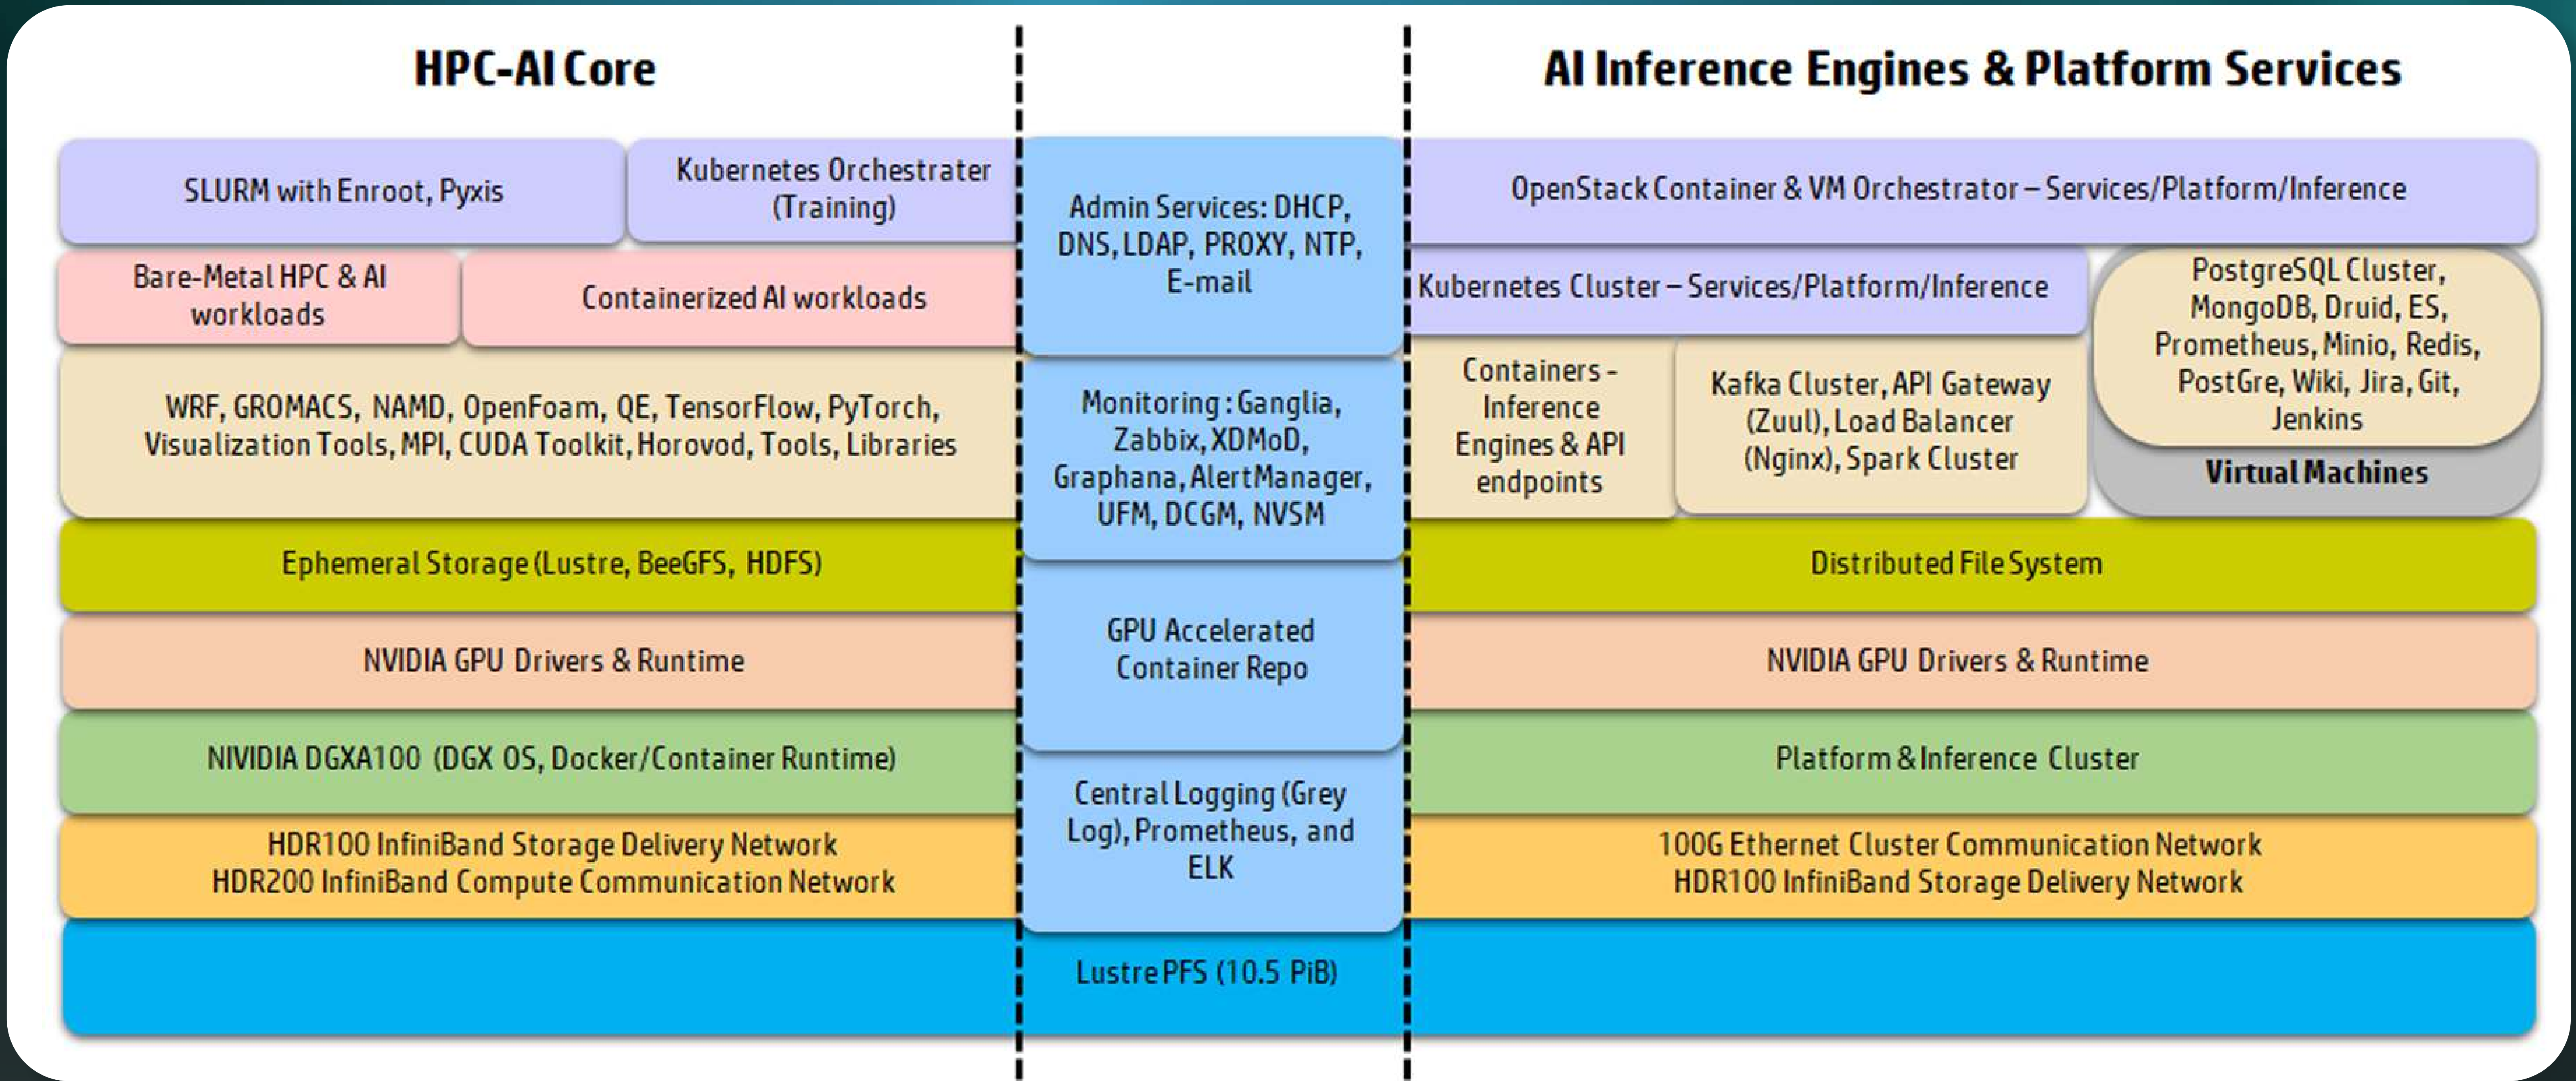 HPC-AI Core
AI Inference Engines & Platform Services
SLURM with Enroot, Pyxis
Kubernetes Orchestrater
(Training)
Bare-Metal HPC & AI
workloads
Containerized AI workloads
WRF, GROMACS, NAMD, OpenFoam, QE, TensorFlow, PyTorch,
Visualization Tools, MPI, CUDA Toolkit, Horovod, Tools, Libraries
Ephemeral Storage (Lustre, BeeGFS, HDFS)
NVIDIA GPU Drivers & Runtime
NIVIDIA DGXA100 (DGX OS, Docker/Container Runtime)
HDR100 InfiniBand Storage Delivery Network
HDR200 InfiniBand Compute Communication Network
Admin Services: DHCP,
DNS, LDAP, PROXY, NTP,
E-mail
Monitoring : Ganglia,
Zabbix, XDMoD,
Graphana, AlertManager,
UFM, DCGM, NVSM
GPU Accelerated
Container Repo
Central Logging (Grey
Log), Prometheus, and
ELK
OpenStack Container & VM Orchestrator – Services/Platform/Inference
Kubernetes Cluster – Services/Platform/Inference
Containers -
Inference
Engines & API
endpoints
Kafka Cluster, API Gateway
(Zuul), Load Balancer
(Nginx), Spark Cluster
PostgreSQL Cluster,
MongoDB, Druid, ES,
Prometheus, Minio, Redis,
PostGre, Wiki, Jira, Git,
Jenkins
Virtual Machines
Distributed File System
NVIDIA GPU Drivers & Runtime
Platform & Inference Cluster
100G Ethernet Cluster Communication Network
HDR100 InfiniBand Storage Delivery Network
Lustre PFS (10.5 PiB)